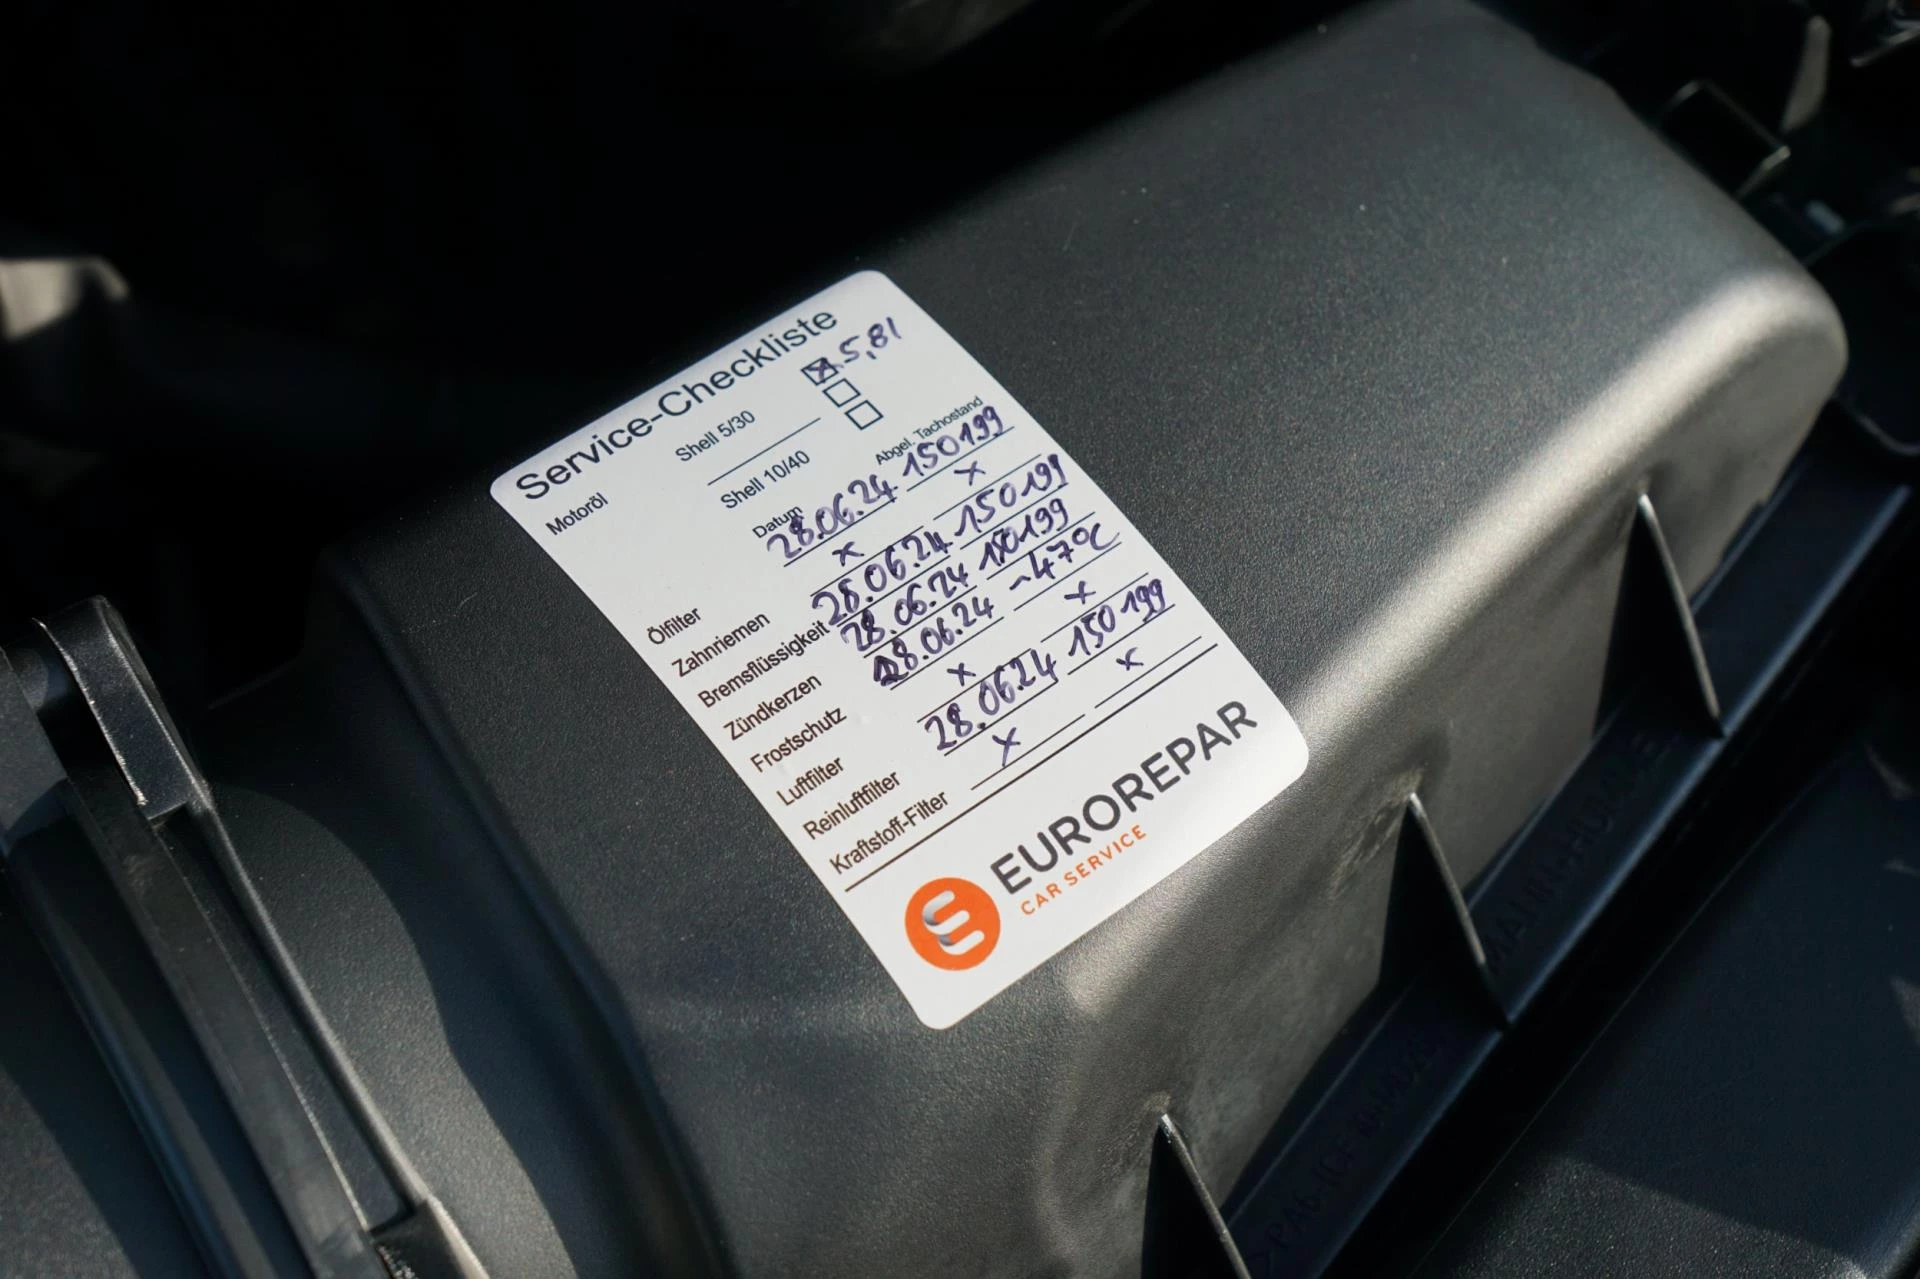 Service-Checkliste
Motoröl Shell 5/30 ☒ 5,8l
☐
Shell 10/40 ☐
Datum Abgel. Tachostand
Ölfilter 28.06.24 150199
Zahnriemen x x
Bremsflüssigkeit 28.06.24 150199
Zündkerzen 28.06.24 150199
Frostschutz 28.06.24 -47°C
Luftfilter x x
Reinluftfilter 28.06.24 150199
Kraftstoff-Filter x x
EUROREPAR
CAR SERVICE
MANN+HUMMEL